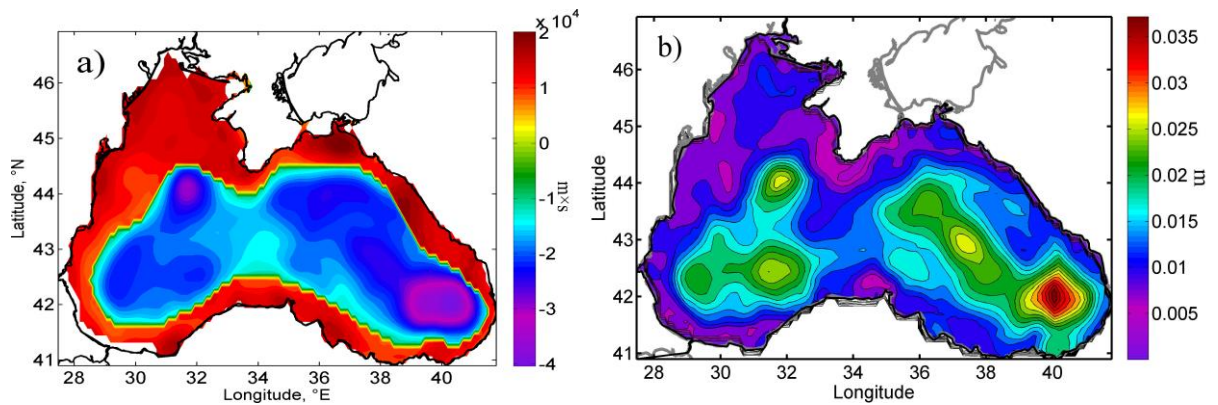 a)
x 10⁴
2
1
0
-1
-2
-3
-4
m×s
46
45
44
43
42
41
Latitude, °N
28 30 32 34 36 38 40
Longitude, °E
b)
0.035
0.03
0.025
0.02
0.015
0.01
0.005
m
46
45
44
43
42
41
Latitude
28 30 32 34 36 38 40
Longitude